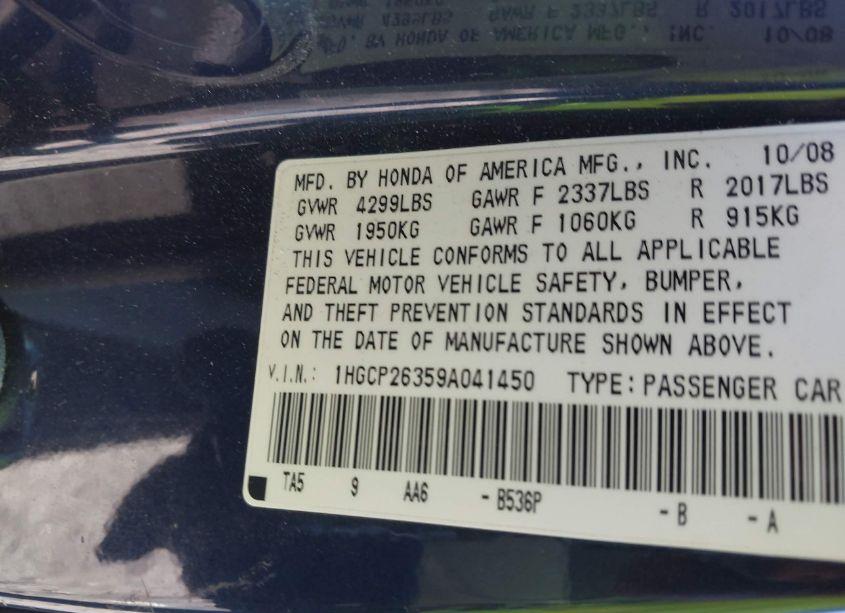 MFD. BY HONDA OF AMERICA MFG., INC. 10/08
GVWR 4299LBS GAWR F 2337LBS R 2017LBS
GVWR 1950KG GAWR F 1060KG R 915KG
THIS VEHICLE CONFORMS TO ALL APPLICABLE
FEDERAL MOTOR VEHICLE SAFETY, BUMPER,
AND THEFT PREVENTION STANDARDS IN EFFECT
ON THE DATE OF MANUFACTURE SHOWN ABOVE.
V.I.N.: 1HGCP26359A041450 TYPE:PASSENGER CAR
TA5 9 AA6 -B536P -B -A